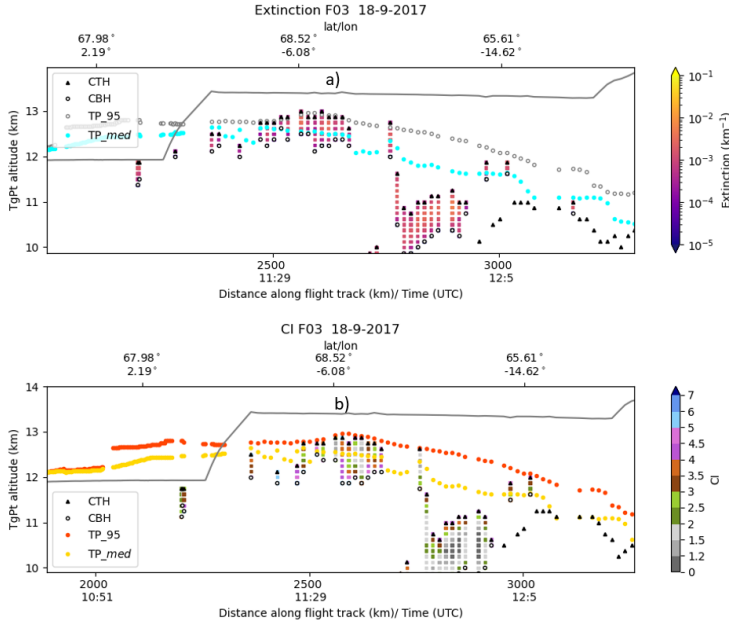 Extinction F03 18-9-2017
lat/lon
67.98° 68.52° 65.61°
2.19° -6.08° -14.62°
a)
CTH
CBH
TP_95
TP_med
13
12
11
10
TgPt altitude (km)
2500 3000
11:29 12:5
Distance along flight track (km)/ Time (UTC)
10⁻¹
10⁻²
10⁻³
10⁻⁴
10⁻⁵
Extinction (km⁻¹)
CI F03 18-9-2017
lat/lon
67.98° 68.52° 65.61°
2.19° -6.08° -14.62°
b)
14
13
12
11
10
TgPt altitude (km)
CTH
CBH
TP_95
TP_med
2000 2500 3000
10:51 11:29 12:5
Distance along flight track (km)/ Time (UTC)
7
6
5
4.5
4
3.5
3
2.5
2
1.5
1.2
0
CI